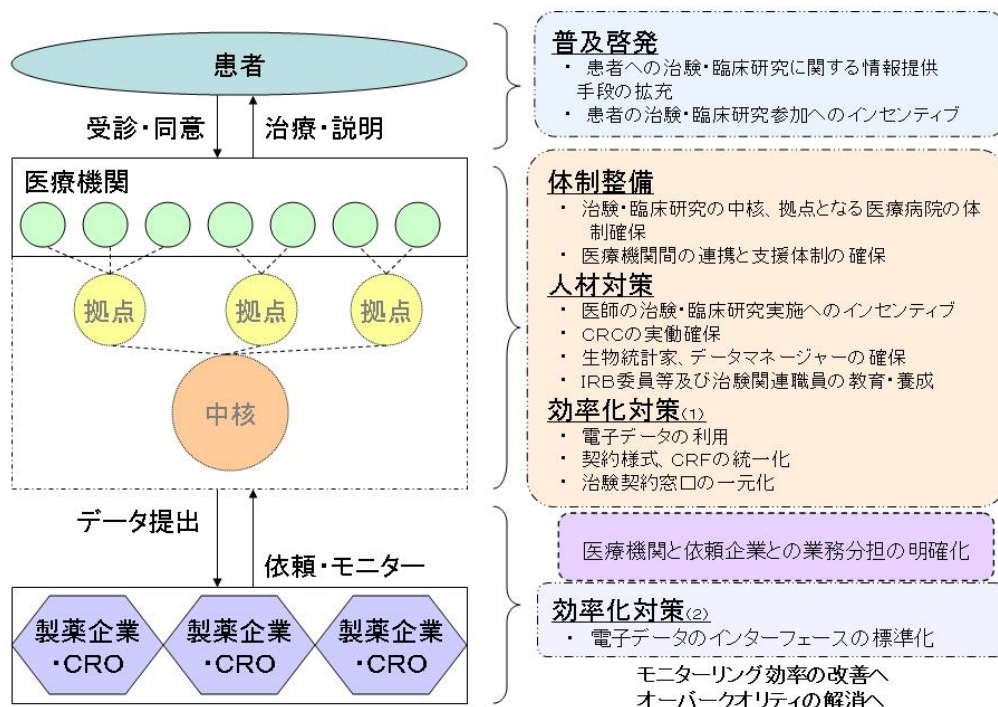 患者
受診・同意
治療・説明
医療機関
拠点
拠点
拠点
中核
データ提出
依頼・モニター
製薬企業
・CRO
製薬企業
・CRO
製薬企業
・CRO
普及啓発
・ 患者への治験・臨床研究に関する情報提供
手段の拡充
・ 患者の治験・臨床研究参加へのインセンティブ
体制整備
・ 治験・臨床研究の中核、拠点となる医療病院の体
制確保
・ 医療機関間の連携と支援体制の確保
人材対策
・ 医師の治験・臨床研究実施へのインセンティブ
・ CRCの実働確保
・ 生物統計家、データマネージャーの確保
・ IRB委員等及び治験関連職員の教育・養成
効率化対策(1)
・ 電子データの利用
・ 契約様式、CRFの統一化
・ 治験契約窓口の一元化
医療機関と依頼企業との業務分担の明確化
効率化対策(2)
・ 電子データのインターフェースの標準化
モニターリング効率の改善へ
オーバークオリティの解消へ